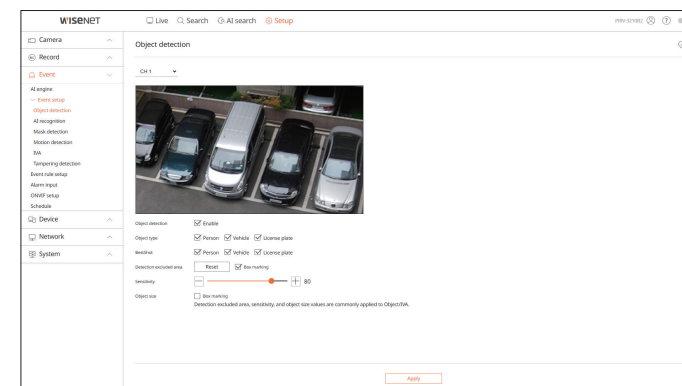 WISENET
Live Search AI search Setup
PRN-3210B2
Camera
Record
Event
AI engine
Event setup
Object detection
AI recognition
Mask detection
Motion detection
IVA
Tampering detection
Event rule setup
Alarm input
ONVIF setup
Schedule
Device
Network
System
Object detection
CH 1
Object detection Enable
Object type Person Vehicle License plate
BestShot Person Vehicle License plate
Detection excluded area Reset Box marking
Sensitivity 80
Object size Box marking
Detection excluded area, sensitivity, and object size values are commonly applied to Object/IVA.
Apply